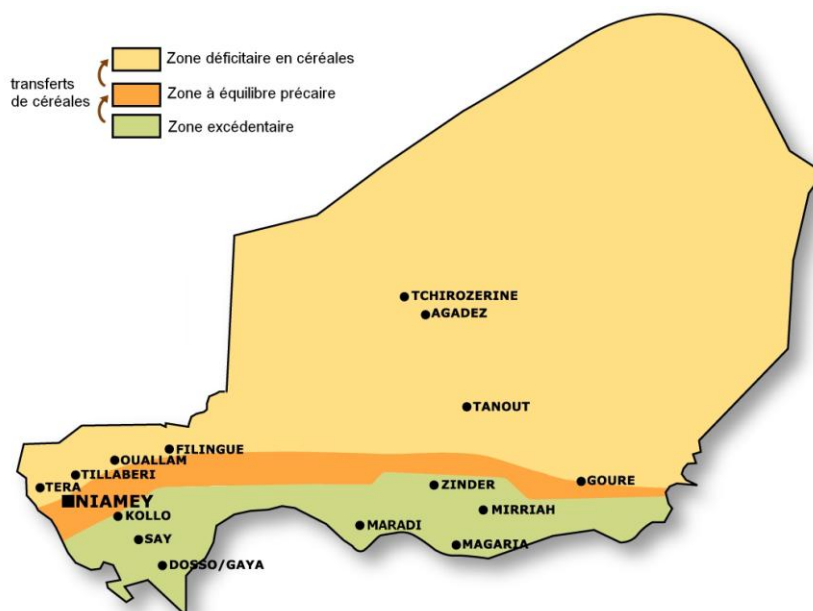 Zone déficitaire en céréales
transferts
de céréales
Zone à équilibre précaire
Zone excédentaire
TCHIROZERINE
AGADEZ
TANOUT
FILINGUE
OUALLAM
TILLABERI
TERA
NIAMEY
KOLLO
SAY
DOSSO/GAYA
GOURE
ZINDER
MIRRIAH
MARADI
MAGARIA